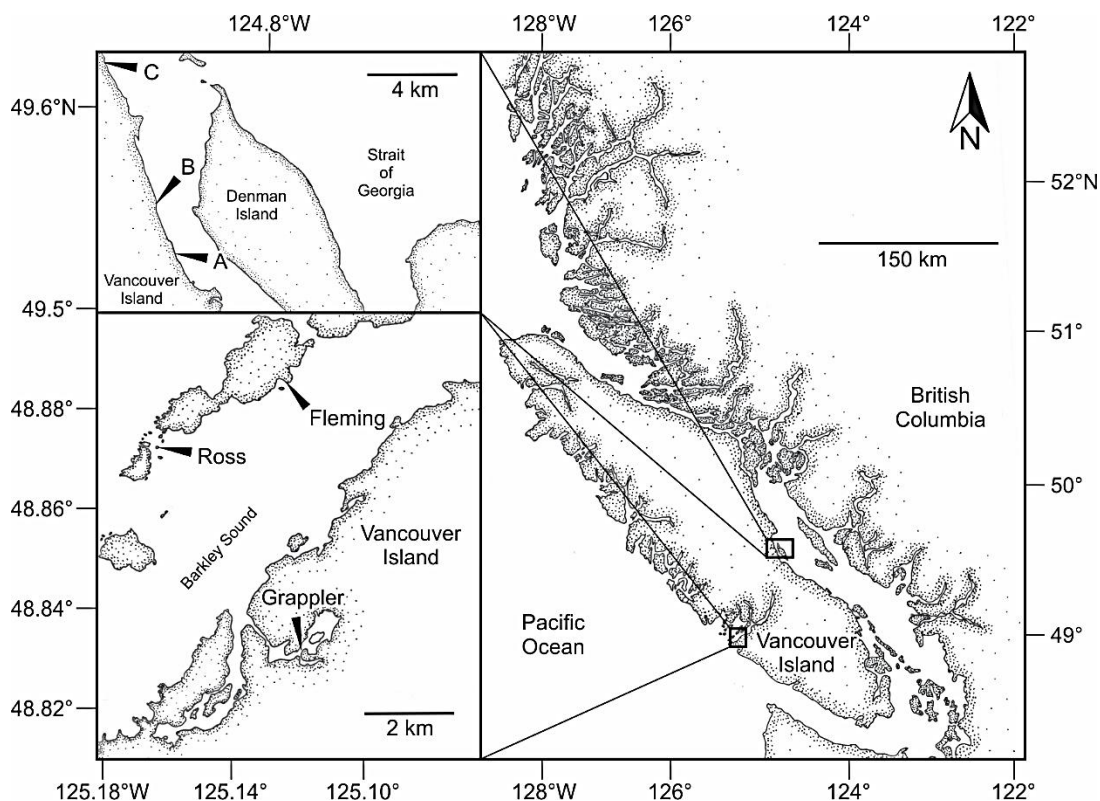 124.8°W
128°W
126°
124°
122°
C
4 km
49.6°N
B
Strait
of
Georgia
Denman
Island
A
Vancouver
Island
49.5°
N
52°N
150 km
51°
British
Columbia
50°
Pacific
Ocean
Vancouver
Island
49°
48.88°
Fleming
Ross
48.86°
Barkley Sound
Vancouver
Island
Grappler
48.84°
48.82°
2 km
125.18°W
125.14°
125.10°
128°W
126°
124°
122°